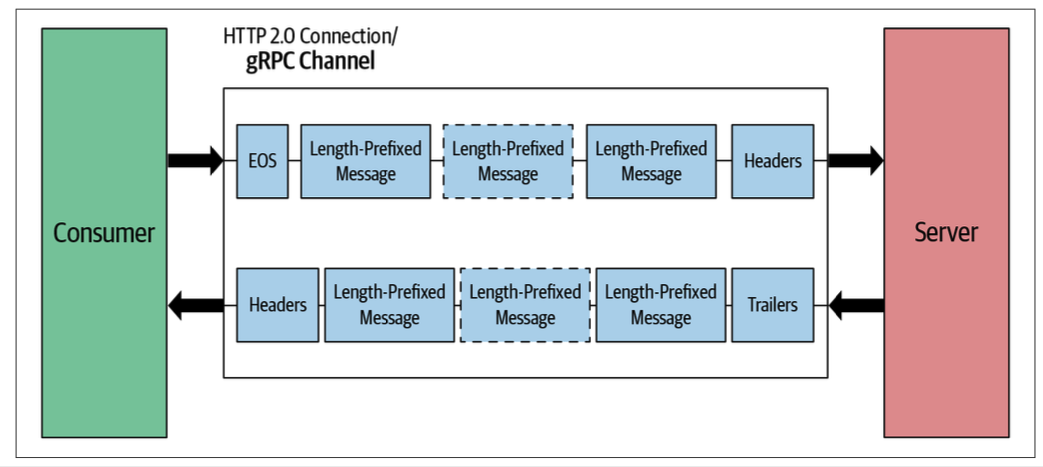 HTTP 2.0 Connection/
gRPC Channel
Consumer
EOS
Length-Prefixed
Message
Length-Prefixed
Message
Length-Prefixed
Message
Headers
Server
Headers
Length-Prefixed
Message
Length-Prefixed
Message
Length-Prefixed
Message
Trailers